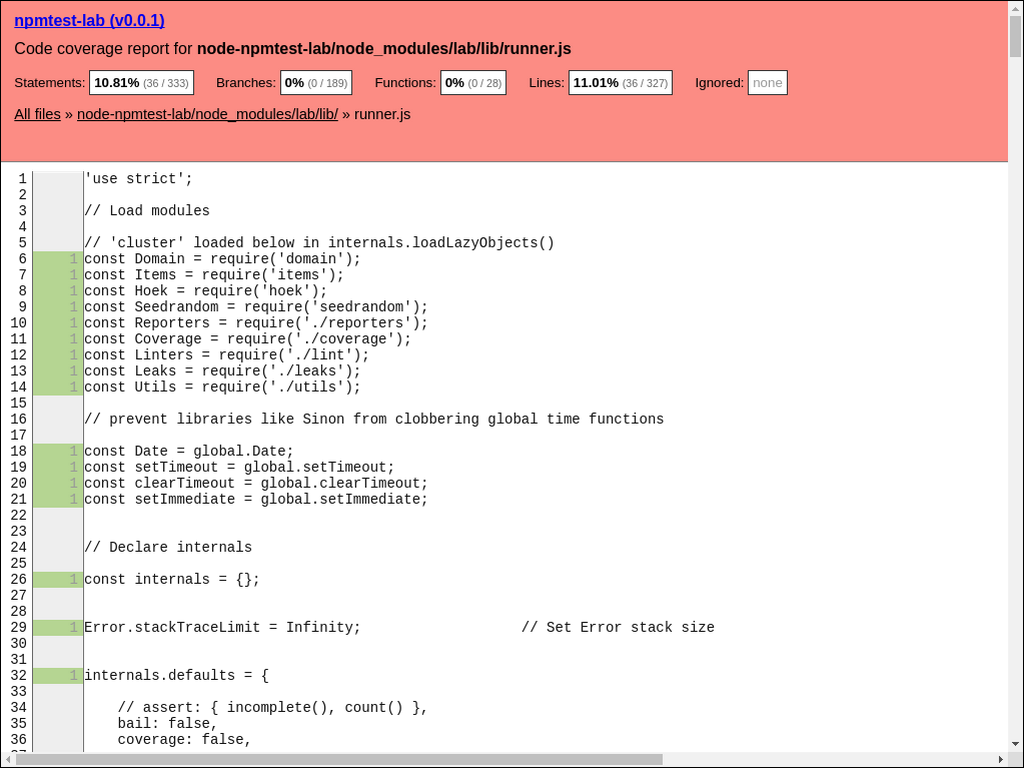 npmtest-lab (v0.0.1)
Code coverage report for node-npmtest-lab/node_modules/lab/lib/runner.js
Statements: 10.81% (36 / 333) Branches: 0% (0 / 189) Functions: 0% (0 / 28) Lines: 11.01% (36 / 327) Ignored: none
All files » node-npmtest-lab/node_modules/lab/lib/ » runner.js
1 'use strict';
2
3 // Load modules
4
5 // 'cluster' loaded below in internals.loadLazyObjects()
6 1 const Domain = require('domain');
7 1 const Items = require('items');
8 1 const Hoek = require('hoek');
9 1 const Seedrandom = require('seedrandom');
10 1 const Reporters = require('./reporters');
11 1 const Coverage = require('./coverage');
12 1 const Linters = require('./lint');
13 1 const Leaks = require('./leaks');
14 1 const Utils = require('./utils');
15
16 // prevent libraries like Sinon from clobbering global time functions
17
18 1 const Date = global.Date;
19 1 const setTimeout = global.setTimeout;
20 1 const clearTimeout = global.clearTimeout;
21 1 const setImmediate = global.setImmediate;
22
23
24 // Declare internals
25
26 1 const internals = {};
27
28
29 1 Error.stackTraceLimit = Infinity; // Set Error stack size
30
31
32 1 internals.defaults = {
33
34 // assert: { incomplete(), count() },
35 bail: false,
36 coverage: false,